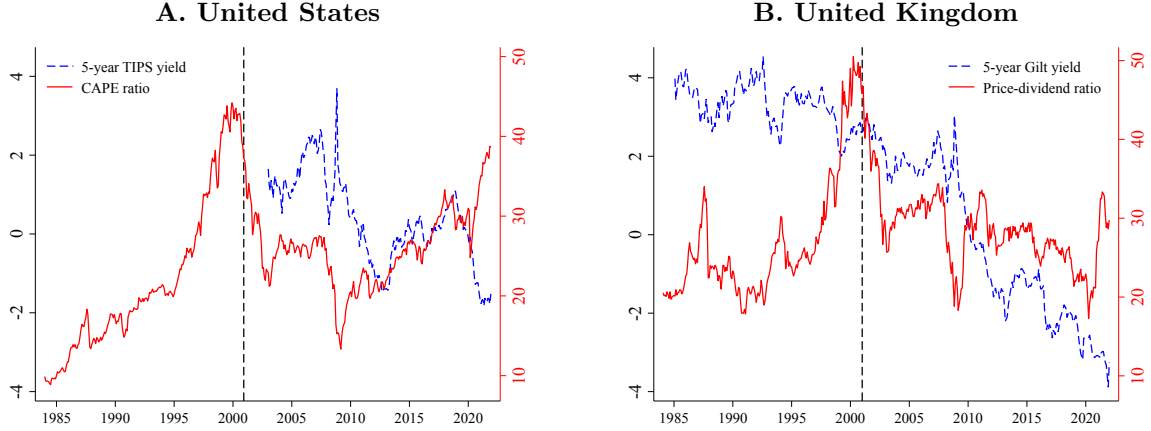 A. United States
5-year TIPS yield
CAPE ratio
4
2
0
-2
-4
50
40
30
20
10
1985 1990 1995 2000 2005 2010 2015 2020
B. United Kingdom
5-year Gilt yield
Price-dividend ratio
4
2
0
-2
-4
50
40
30
20
10
1985 1990 1995 2000 2005 2010 2015 2020